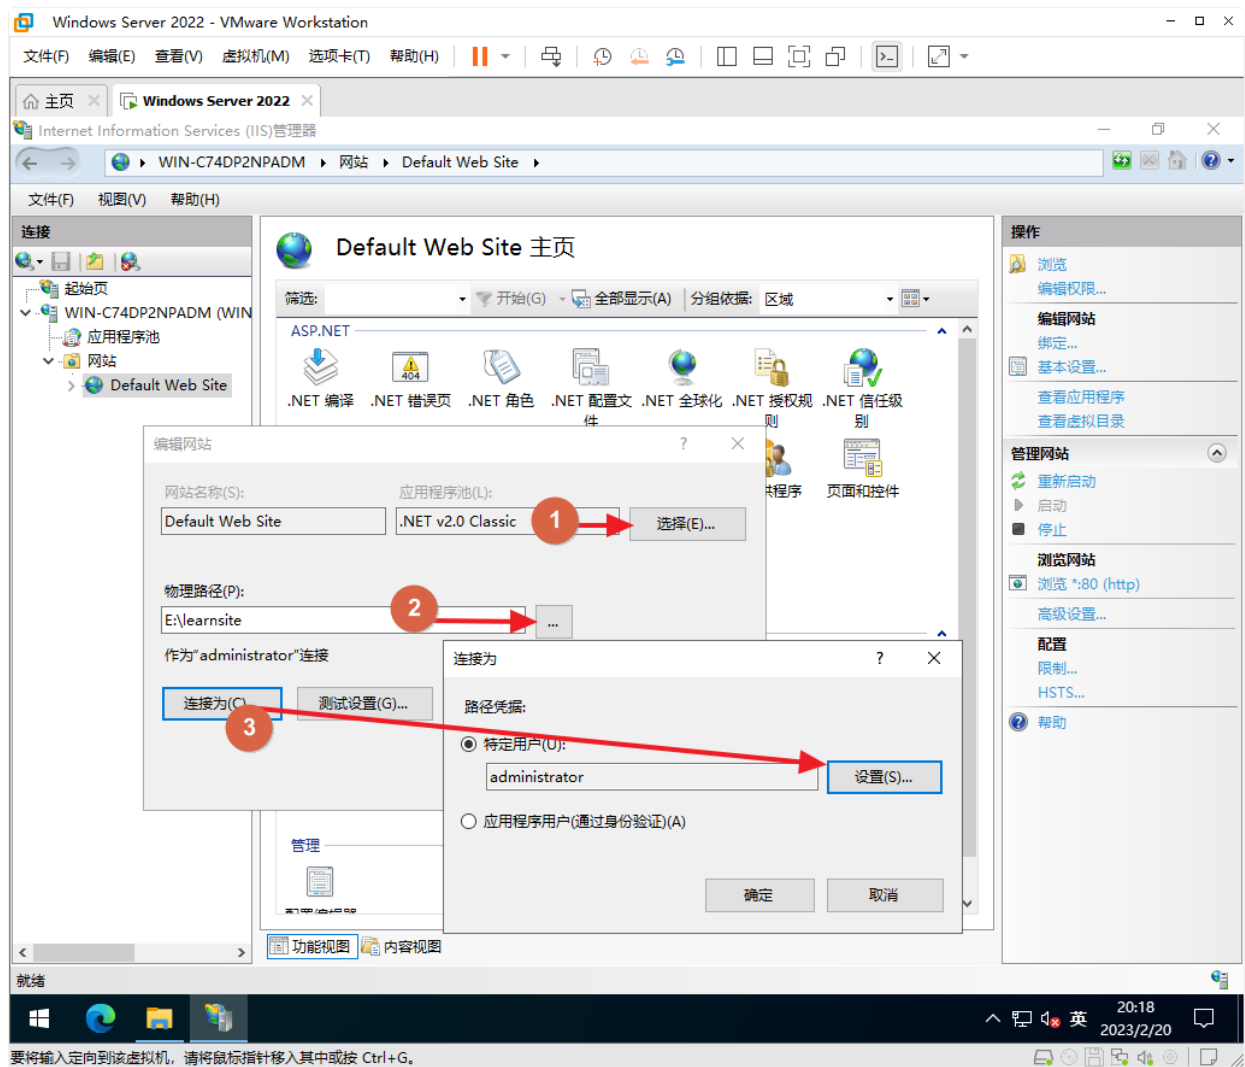 Windows Server 2022 - VMware Workstation
文件(F) 编辑(E) 查看(V) 虚拟机(M) 选项卡(T) 帮助(H)
主页 Windows Server 2022
Internet Information Services (IIS)管理器
WIN-C74DP2NPADM 网站 Default Web Site
文件(F) 视图(V) 帮助(H)
连接
起始页
WIN-C74DP2NPADM (WIN
应用程序池
网站
Default Web Site
Default Web Site 主页
筛选: 开始(G) 全部显示(A) 分组依据: 区域
ASP.NET
.NET 编译 .NET 错误页 .NET 角色 .NET 配置文件 .NET 全球化 .NET 授权规则 .NET 信任级别
404
供程序 页面和控件
编辑网站 ?
网站名称(S): 应用程序池(L):
Default Web Site .NET v2.0 Classic 1 选择(E)...
物理路径(P):
E:\learnsite 2 ...
作为“administrator”连接
连接为(C) 测试设置(G)...
3
连接为 ?
路径凭据:
特定用户(U):
administrator 设置(S)...
应用程序用户(通过身份验证)(A)
确定 取消
管理
配置编辑器
功能视图 内容视图
操作
浏览
编辑权限...
编辑网站
绑定...
基本设置...
查看应用程序
查看虚拟目录
管理网站
重新启动
启动
停止
浏览网站
浏览 *:80 (http)
高级设置...
配置
限制...
HSTS...
帮助
就绪
英 20:18
2023/2/20
要将输入定向到该虚拟机，请将鼠标指针移入其中或按 Ctrl+G。